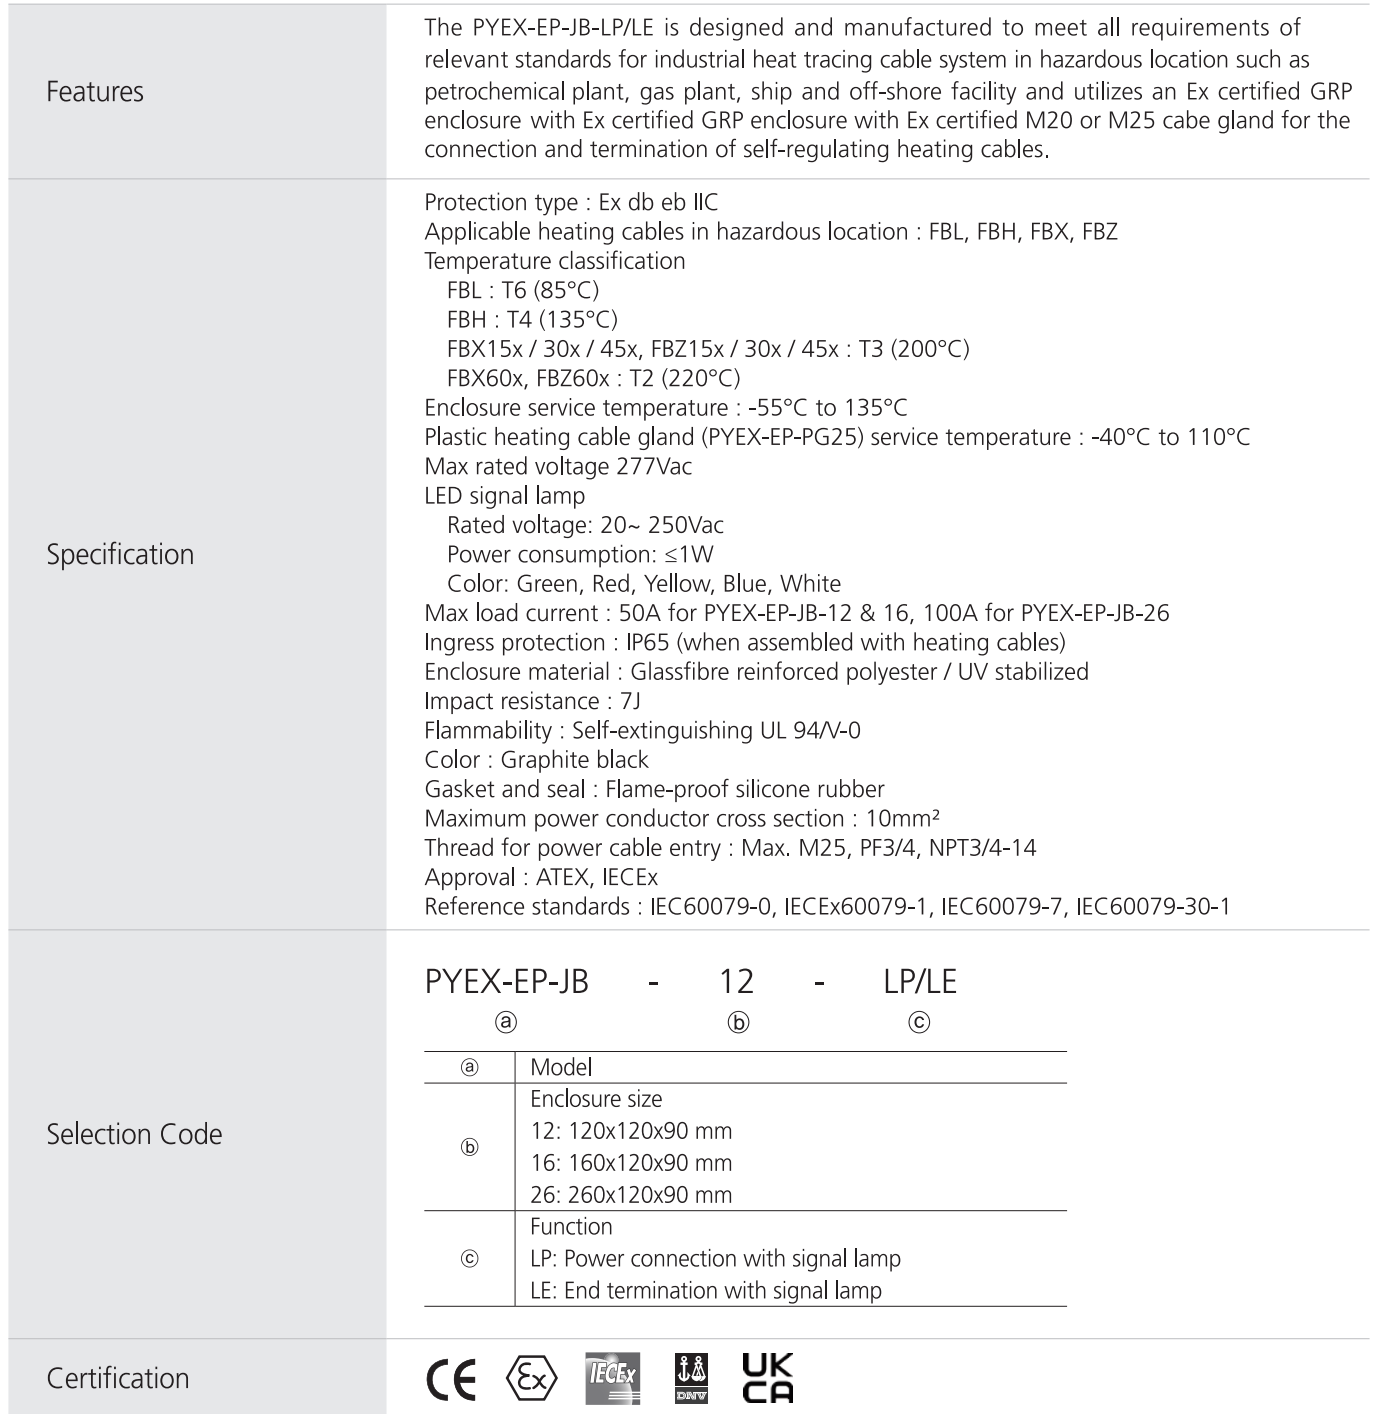 Features
The PYEX-EP-JB-LP/LE is designed and manufactured to meet all requirements of
relevant standards for industrial heat tracing cable system in hazardous location such as
petrochemical plant, gas plant, ship and off-shore facility and utilizes an Ex certified GRP
enclosure with Ex certified GRP enclosure with Ex certified M20 or M25 cabe gland for the
connection and termination of self-regulating heating cables.
Specification
Protection type : Ex db eb IIC
Applicable heating cables in hazardous location : FBL, FBH, FBX, FBZ
Temperature classification
FBL : T6 (85°C)
FBH : T4 (135°C)
FBX15x / 30x / 45x, FBZ15x / 30x / 45x : T3 (200°C)
FBX60x, FBZ60x : T2 (220°C)
Enclosure service temperature : -55°C to 135°C
Plastic heating cable gland (PYEX-EP-PG25) service temperature : -40°C to 110°C
Max rated voltage 277Vac
LED signal lamp
Rated voltage: 20~ 250Vac
Power consumption: ≤1W
Color: Green, Red, Yellow, Blue, White
Max load current : 50A for PYEX-EP-JB-12 & 16, 100A for PYEX-EP-JB-26
Ingress protection : IP65 (when assembled with heating cables)
Enclosure material : Glassfibre reinforced polyester / UV stabilized
Impact resistance : 7J
Flammability : Self-extinguishing UL 94/V-0
Color : Graphite black
Gasket and seal : Flame-proof silicone rubber
Maximum power conductor cross section : 10mm²
Thread for power cable entry : Max. M25, PF3/4, NPT3/4-14
Approval : ATEX, IECEx
Reference standards : IEC60079-0, IECEx60079-1, IEC60079-7, IEC60079-30-1
Selection Code
PYEX-EP-JB - 12 - LP/LE
ⓐ ⓑ ⓒ
ⓐ Model
ⓑ Enclosure size
12: 120x120x90 mm
16: 160x120x90 mm
26: 260x120x90 mm
ⓒ Function
LP: Power connection with signal lamp
LE: End termination with signal lamp
Certification
CE Ex IECEx DNV UK
CA